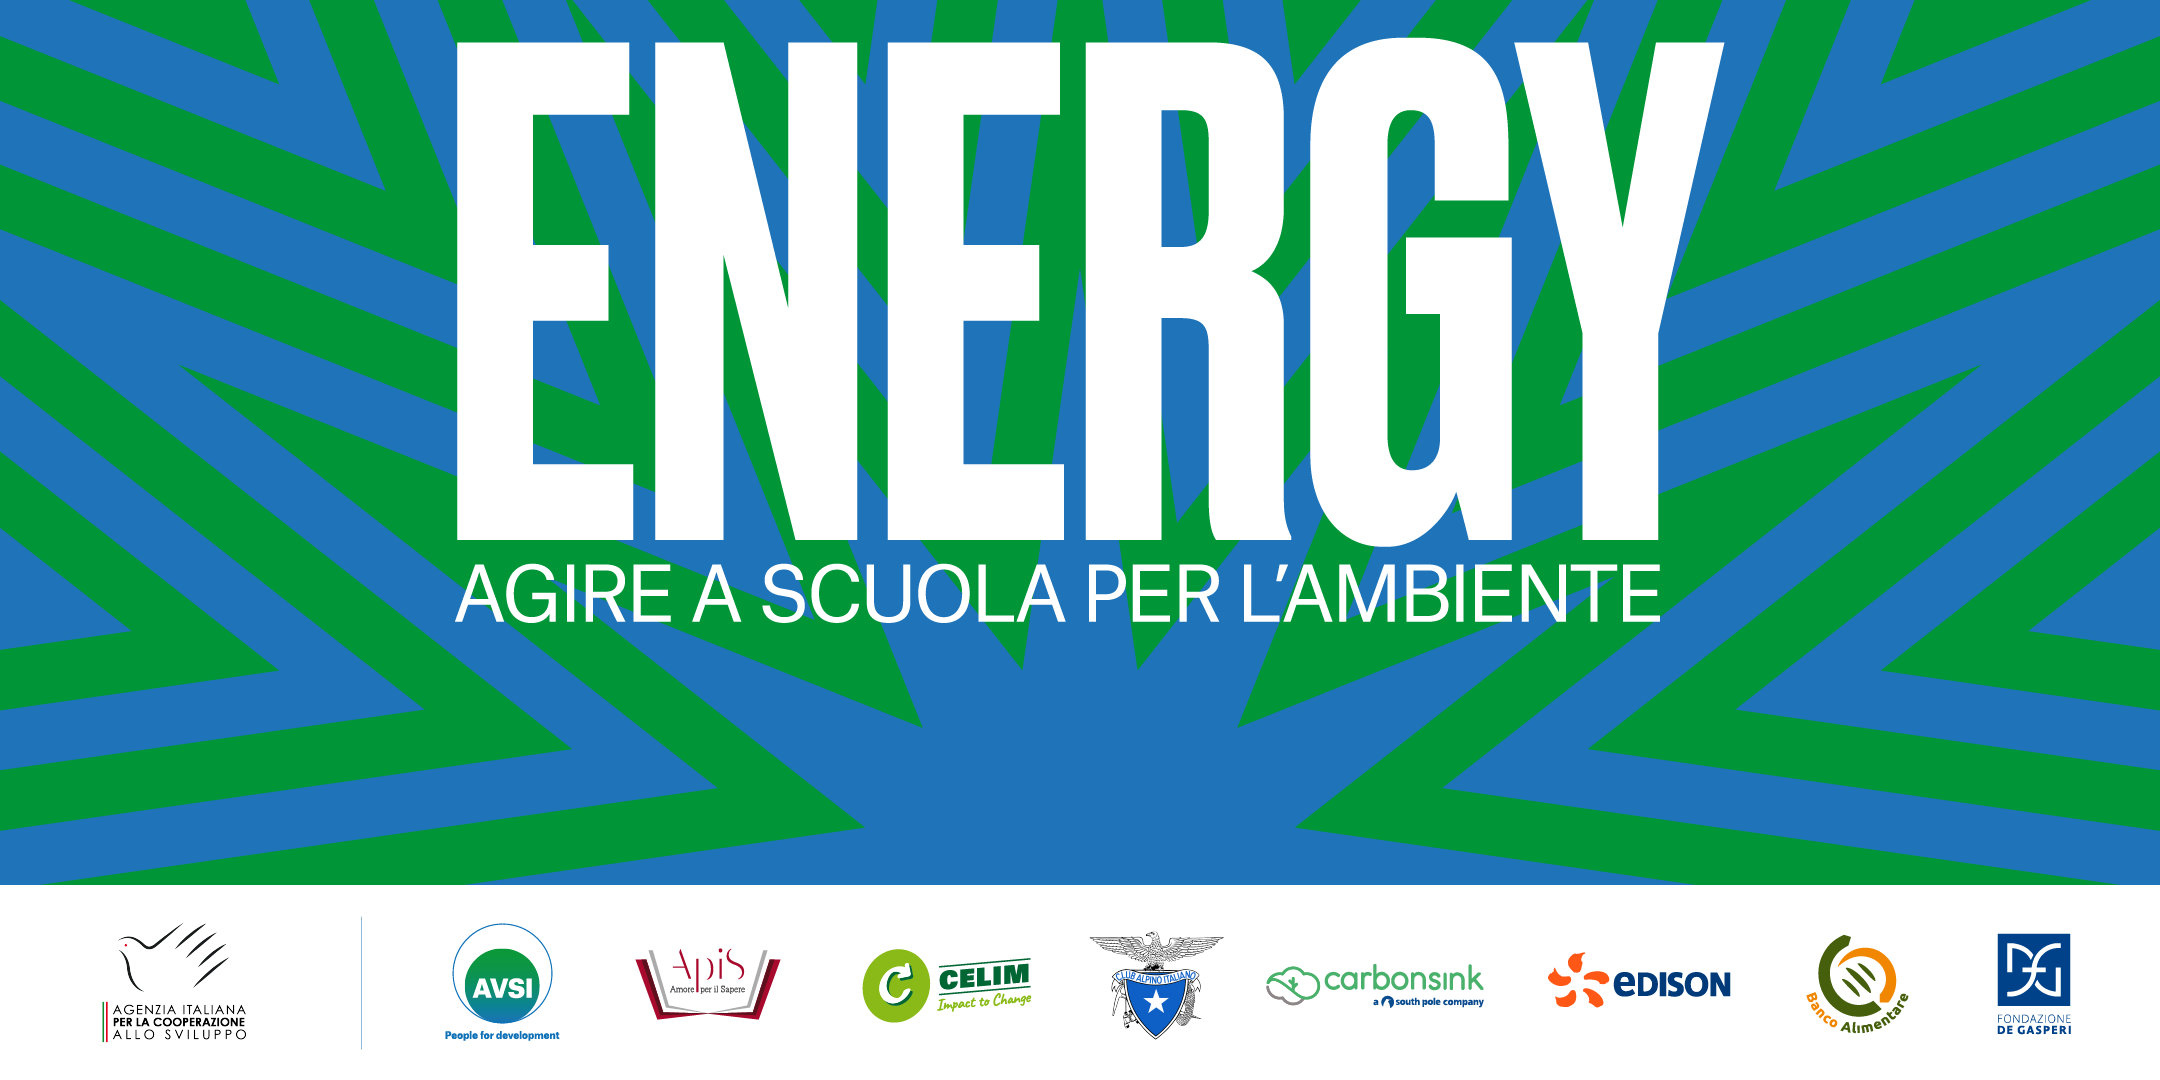 ENERGY
AGIRE A SCUOLA PER L'AMBIENTE
AGENZIA ITALIANA
PER LA COOPERAZIONE
ALLO SVILUPPO
AVSI
People for development
Apis
Amore per il Sapere
CELIM
Impact to Change
CLUB ALPINO ITALIANO
carbonsink
a south pole company
eDISON
Banco Alimentare
FONDAZIONE
DE GASPERI